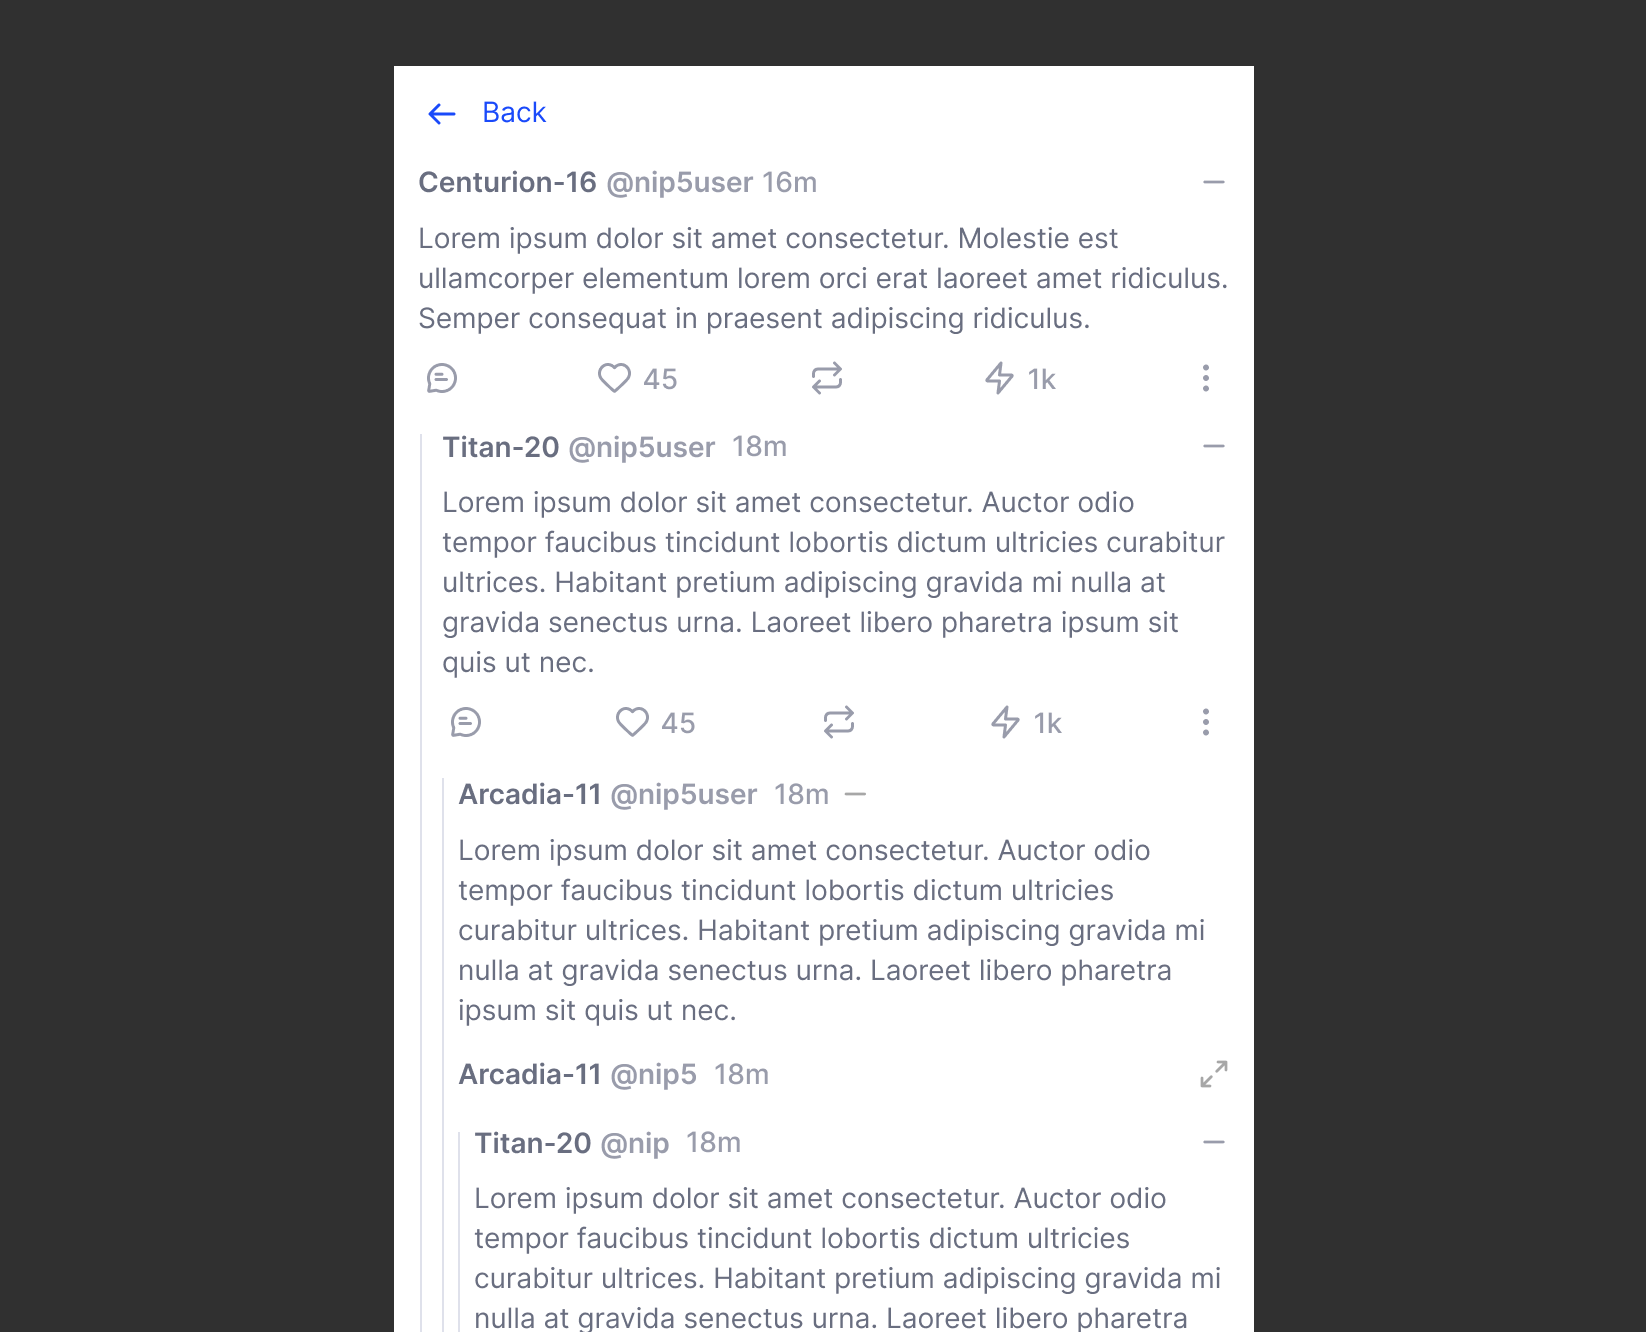 Back
Centurion-16 @nip5user 16m
Lorem ipsum dolor sit amet consectetur. Molestie est
ullamcorper elementum lorem orci erat laoreet amet ridiculus.
Semper consequat in praesent adipiscing ridiculus.
45 1k
Titan-20 @nip5user 18m
Lorem ipsum dolor sit amet consectetur. Auctor odio
tempor faucibus tincidunt lobortis dictum ultricies curabitur
ultrices. Habitant pretium adipiscing gravida mi nulla at
gravida senectus urna. Laoreet libero pharetra ipsum sit
quis ut nec.
45 1k
Arcadia-11 @nip5user 18m
Lorem ipsum dolor sit amet consectetur. Auctor odio
tempor faucibus tincidunt lobortis dictum ultricies
curabitur ultrices. Habitant pretium adipiscing gravida mi
nulla at gravida senectus urna. Laoreet libero pharetra
ipsum sit quis ut nec.
Arcadia-11 @nip5 18m
Titan-20 @nip 18m
Lorem ipsum dolor sit amet consectetur. Auctor odio
tempor faucibus tincidunt lobortis dictum ultricies
curabitur ultrices. Habitant pretium adipiscing gravida mi
nulla at gravida senectus urna. Laoreet libero pharetra